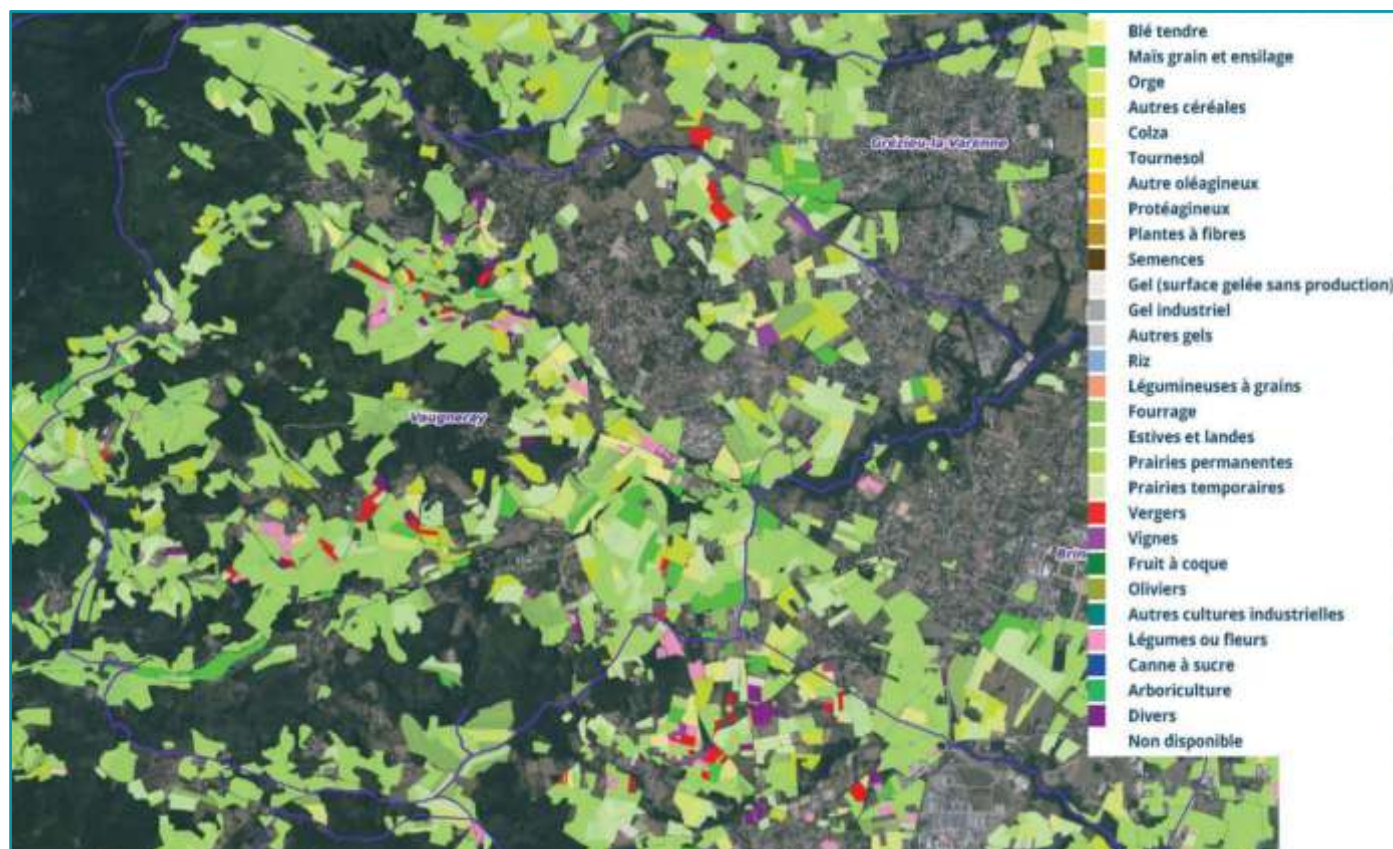 Grézieu-la-Varenne
Vaugneray
Brin
Blé tendre
Maïs grain et ensilage
Orge
Autres céréales
Colza
Tournesol
Autre oléagineux
Protéagineux
Plantes à fibres
Semences
Gel (surface gelée sans production)
Gel industriel
Autres gels
Riz
Légumineuses à grains
Fourrage
Estives et landes
Prairies permanentes
Prairies temporaires
Vergers
Vignes
Fruit à coque
Oliviers
Autres cultures industrielles
Légumes ou fleurs
Canne à sucre
Arboriculture
Divers
Non disponible